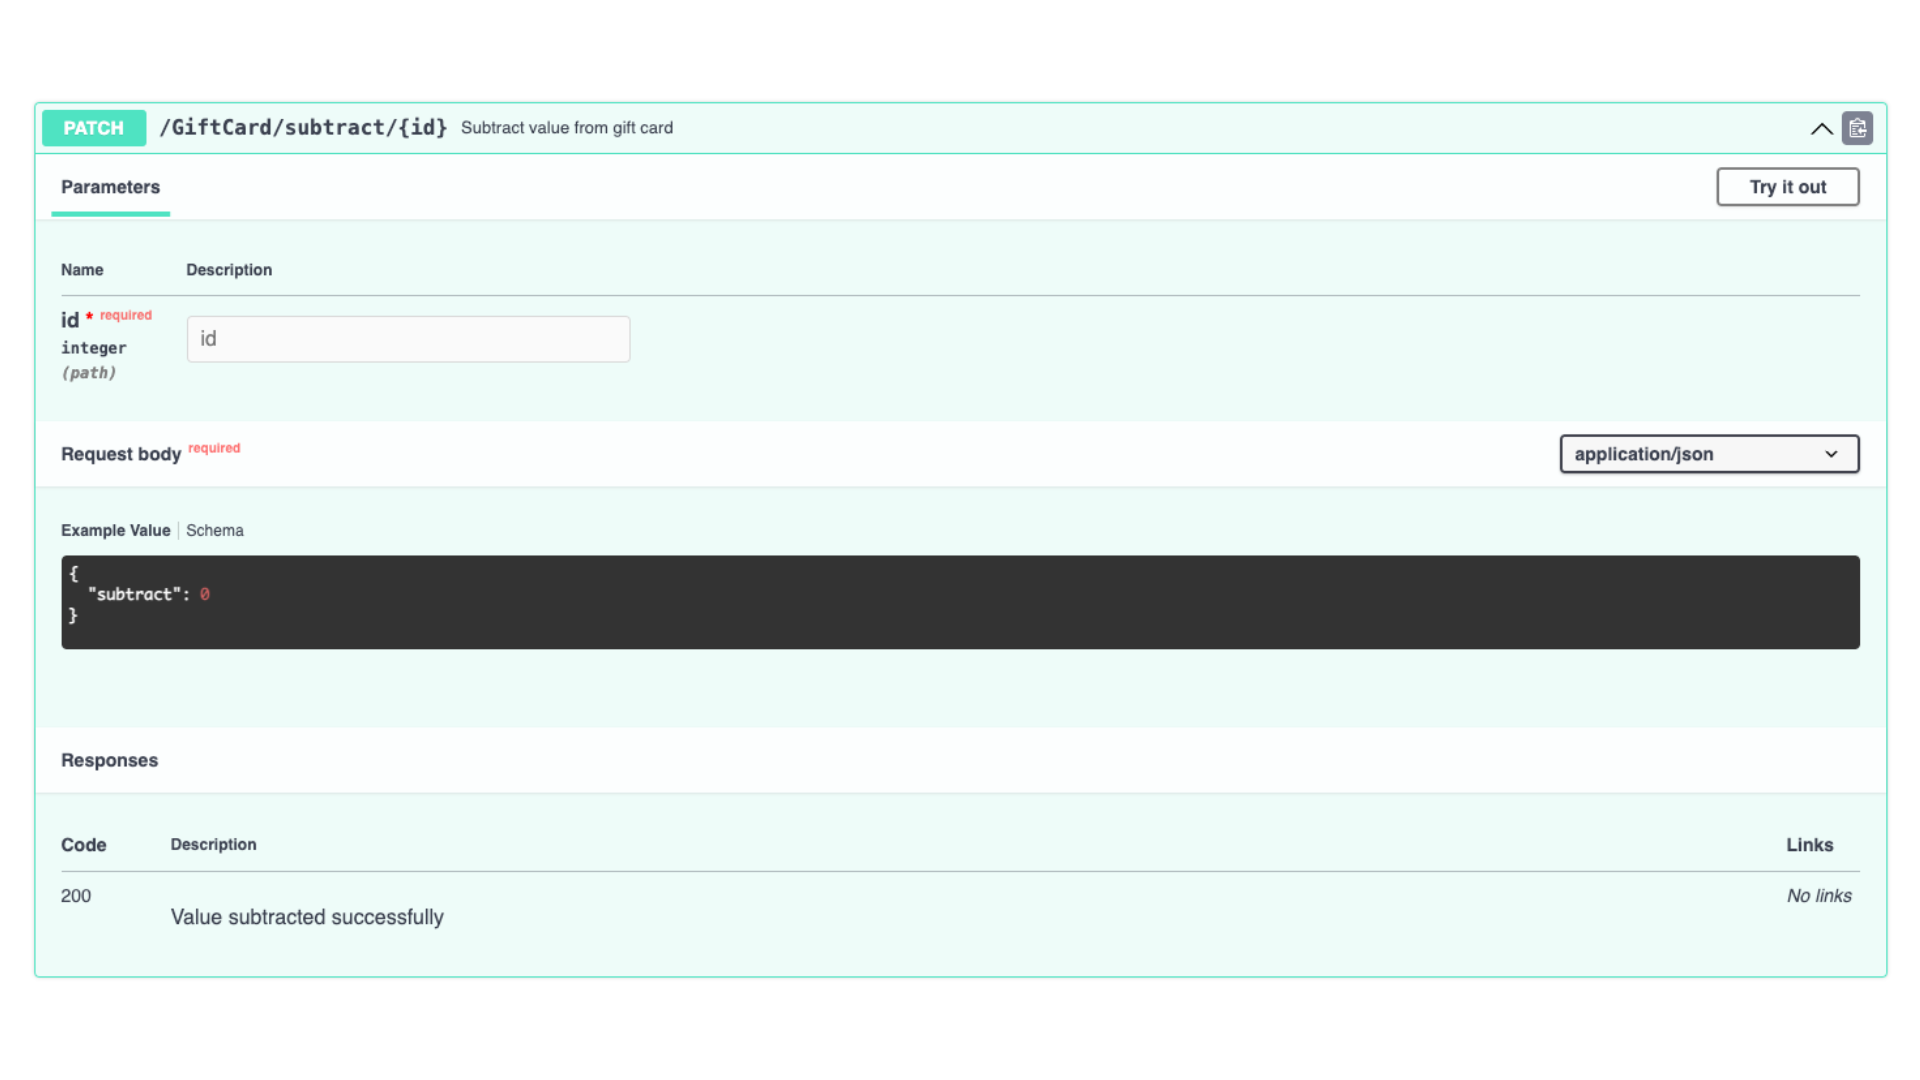 PATCH /GiftCard/subtract/{id} Subtract value from gift card
Parameters
Try it out
Name Description
id * required
integer
(path)
id
Request body required
application/json
Example Value Schema
{
"subtract": 0
}
Responses
Code Description Links
200
Value subtracted successfully
No links